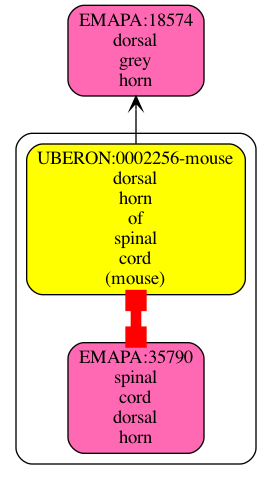 EMAPA:18574
dorsal
grey
horn
UBERON:0002256-mouse
dorsal
horn
of
spinal
cord
(mouse)
EMAPA:35790
spinal
cord
dorsal
horn